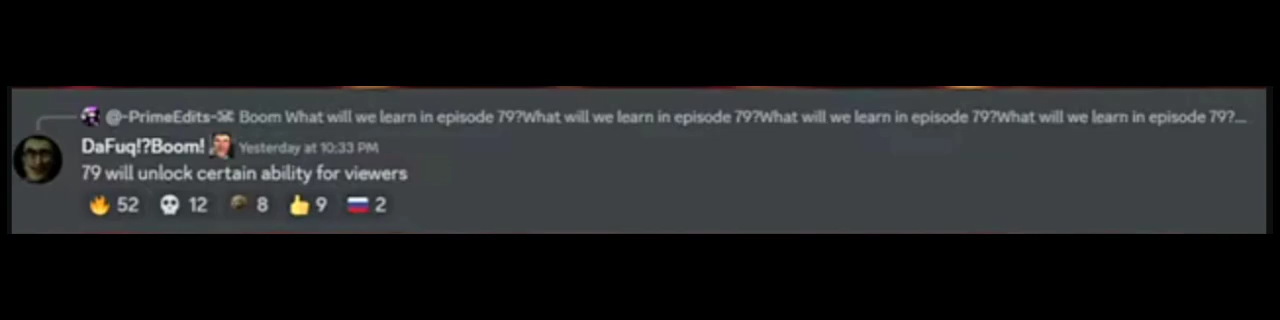 @-PrimeEdits-☠ Boom What will we learn in episode 79?What will we learn in episode 79?What will we learn in episode 79?What will we learn in episode 79?...
DaFuq!?Boom! Yesterday at 10:33 PM
79 will unlock certain ability for viewers
🔥 52 💀 12 8 👍 9 🇷🇺 2